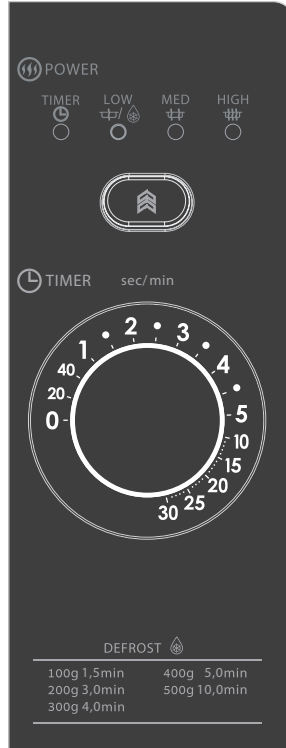 POWER
TIMER LOW MED HIGH
/
TIMER sec/min
0 20 40 1 2 3 4 5 10 15 20 25 30
DEFROST
100g 1,5min 400g 5,0min
200g 3,0min 500g 10,0min
300g 4,0min